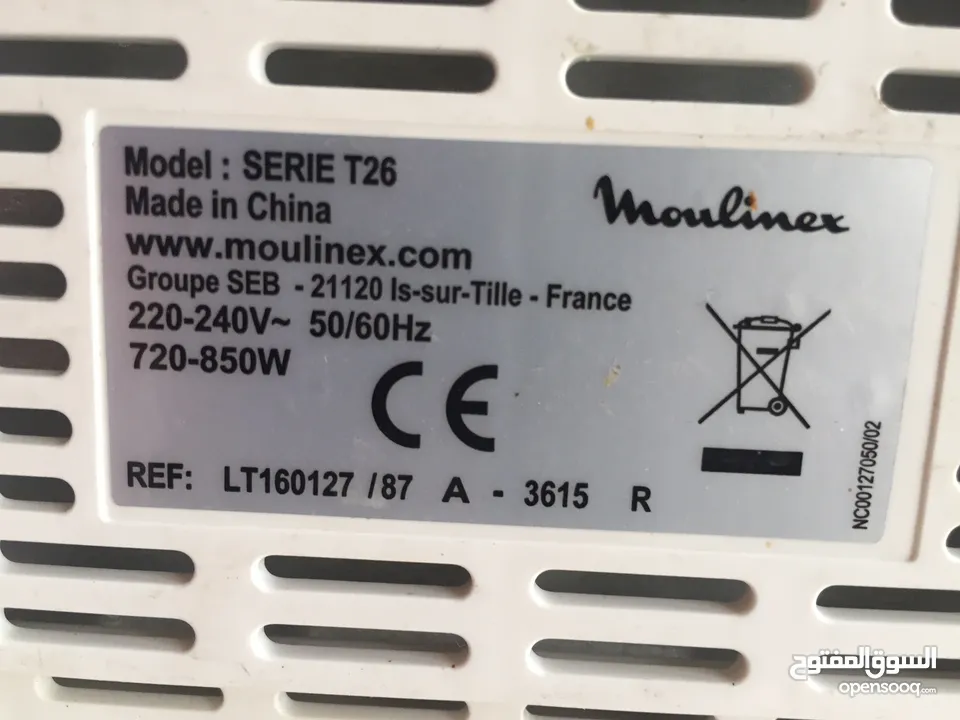 Model : SERIE T26
Made in China
www.moulinex.com
Groupe SEB - 21120 Is-sur-Tille - France
220-240V~ 50/60Hz
720-850W
Moulinex
CE
REF: LT160127 /87 A - 3615 R
NC00127050/02
السوق المفتوح
opensooq.com